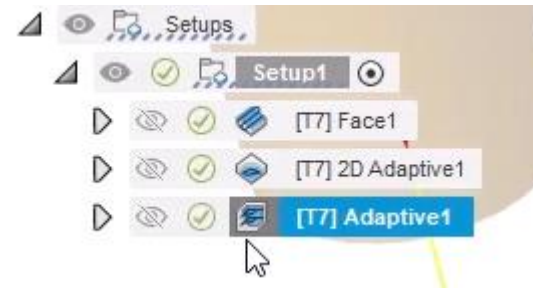 Setups
Setup1
[T7] Face1
[T7] 2D Adaptive1
[T7] Adaptive1